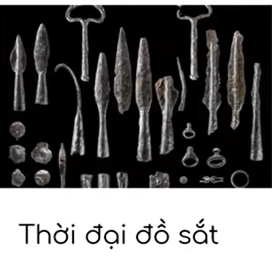 Thời đại đồ sắt